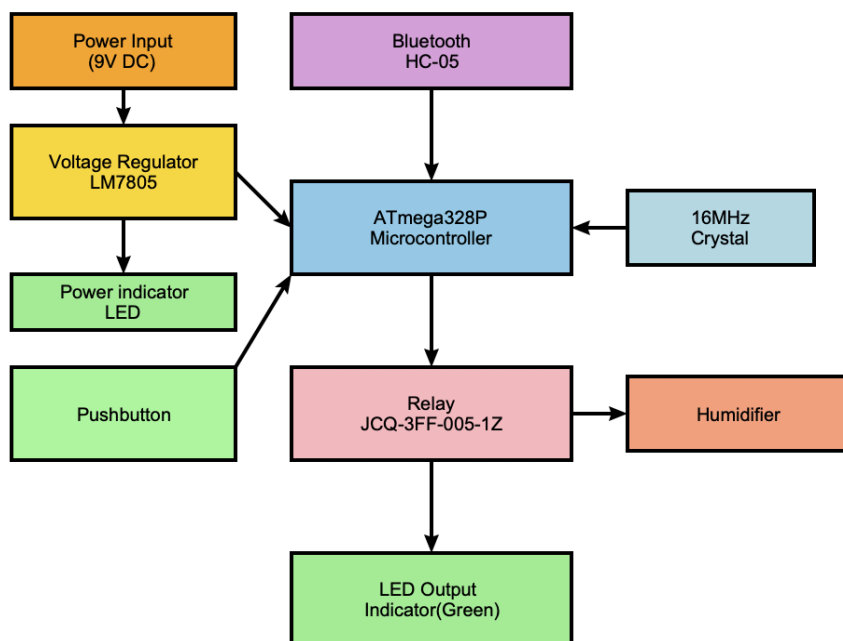 Power Input
(9V DC)
Bluetooth
HC-05
Voltage Regulator
LM7805
ATmega328P
Microcontroller
16MHz
Crystal
Power indicator
LED
Pushbutton
Relay
JCQ-3FF-005-1Z
Humidifier
LED Output
Indicator(Green)